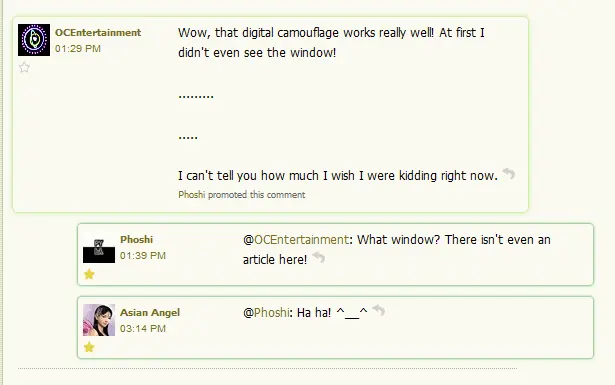 OCEntertainment
01:29 PM
Wow, that digital camouflage works really well! At first I
didn't even see the window!
.........
.....
I can't tell you how much I wish I were kidding right now.
Phoshi promoted this comment
Phoshi
01:39 PM
@OCEntertainment: What window? There isn't even an
article here!
Asian Angel
03:14 PM
@Phoshi: Ha ha! ^__^